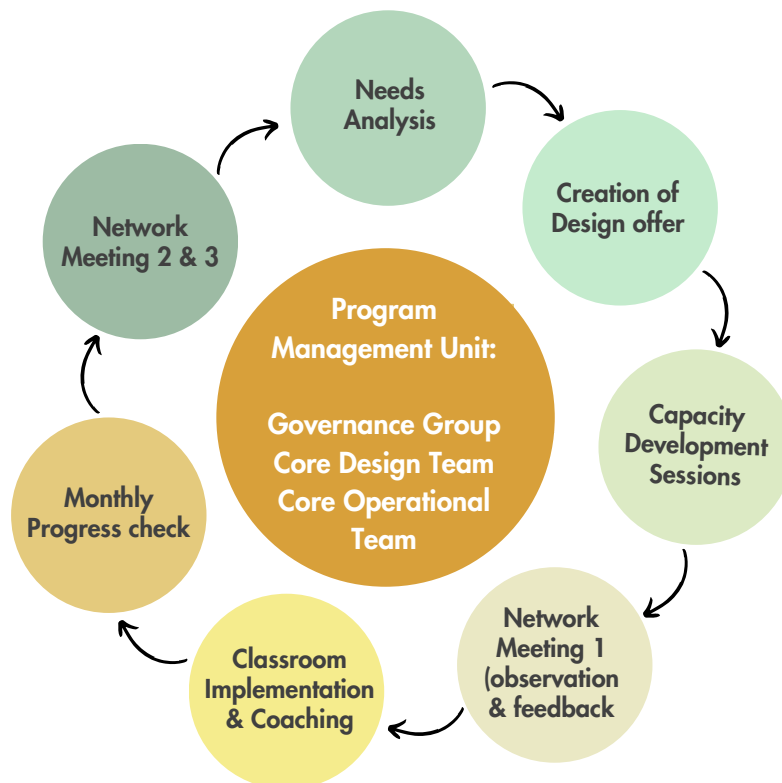 Needs
Analysis
Creation of
Design offer
Capacity
Development
Sessions
Network
Meeting 1
(observation
& feedback
Classroom
Implementation
& Coaching
Monthly
Progress check
Network
Meeting 2 & 3
Program
Management Unit:
Governance Group
Core Design Team
Core Operational
Team